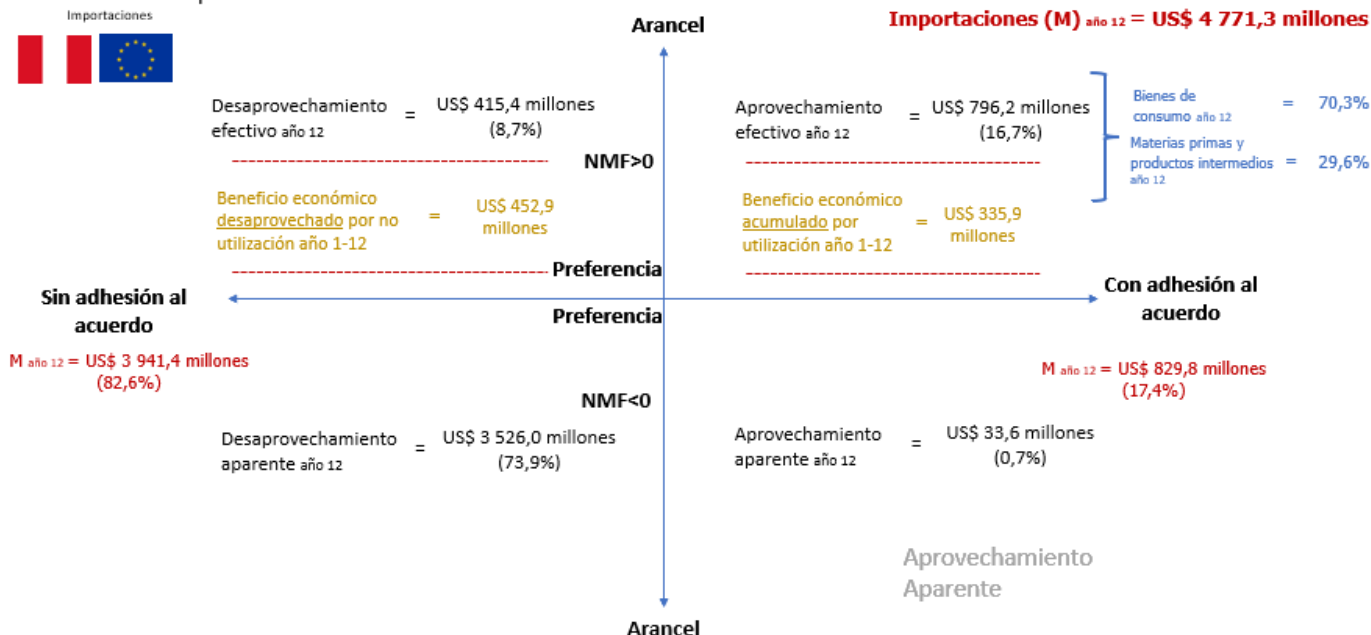 Importaciones
Arancel
Importaciones (M) año 12 = US$ 4 771,3 millones
Desaprovechamiento
efectivo año 12
=
US$ 415,4 millones
(8,7%)
Aprovechamiento
efectivo año 12
=
US$ 796,2 millones
(16,7%)
Bienes de
consumo año 12
=
70,3%
Materias primas y
productos intermedios
año 12
=
29,6%
NMF>0
Beneficio económico
desaprovechado por no
utilización año 1-12
=
US$ 452,9
millones
Beneficio económico
acumulado por
utilización año 1-12
=
US$ 335,9
millones
Preferencia
Sin adhesión al
acuerdo
Con adhesión al
acuerdo
Preferencia
M año 12 = US$ 3 941,4 millones
(82,6%)
M año 12 = US$ 829,8 millones
(17,4%)
NMF<0
Desaprovechamiento
aparente año 12
=
US$ 3 526,0 millones
(73,9%)
Aprovechamiento
aparente año 12
=
US$ 33,6 millones
(0,7%)
Aprovechamiento
Aparente
Arancel